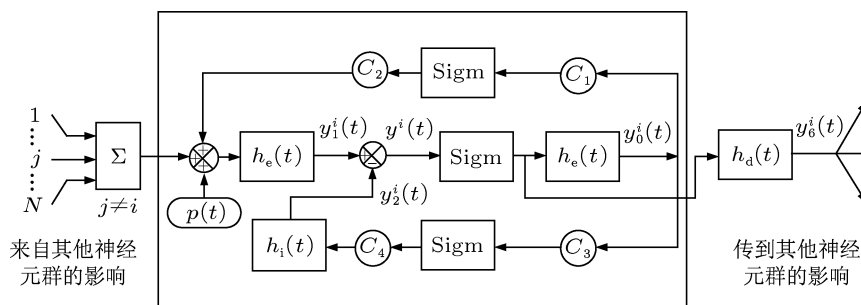 C₂
Sigm
C₁
1
⋮
j
⋮
N
Σ
j≠i
+
+
+
hₑ(t)
y₁ⁱ(t)
−
yⁱ(t)
Sigm
hₑ(t)
y₀ⁱ(t)
h_d(t)
y₆ⁱ(t)
p(t)
y₂ⁱ(t)
hᵢ(t)
C₄
Sigm
C₃
来自其他神经
元群的影响
传到其他神经
元群的影响